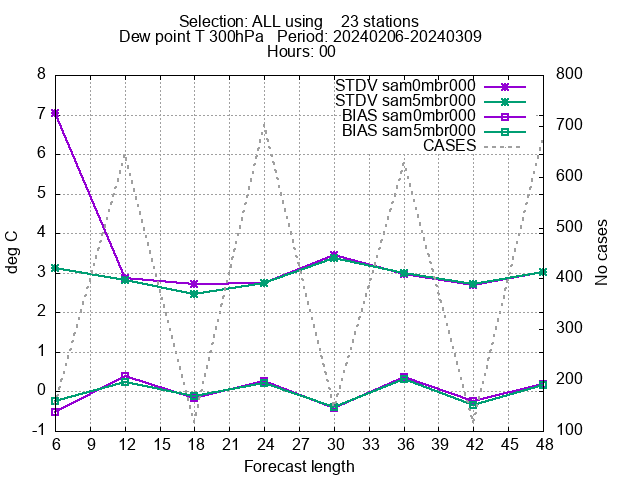 Selection: ALL using    23 stations
Dew point T 300hPa   Period: 20240206-20240309
Hours: 00
STDV sam0mbr000
STDV sam5mbr000
BIAS sam0mbr000
BIAS sam5mbr000
CASES
8
7
6
5
4
3
2
1
0
-1
deg C
800
700
600
500
400
300
200
100
No cases
6 9 12 15 18 21 24 27 30 33 36 39 42 45 48
Forecast length